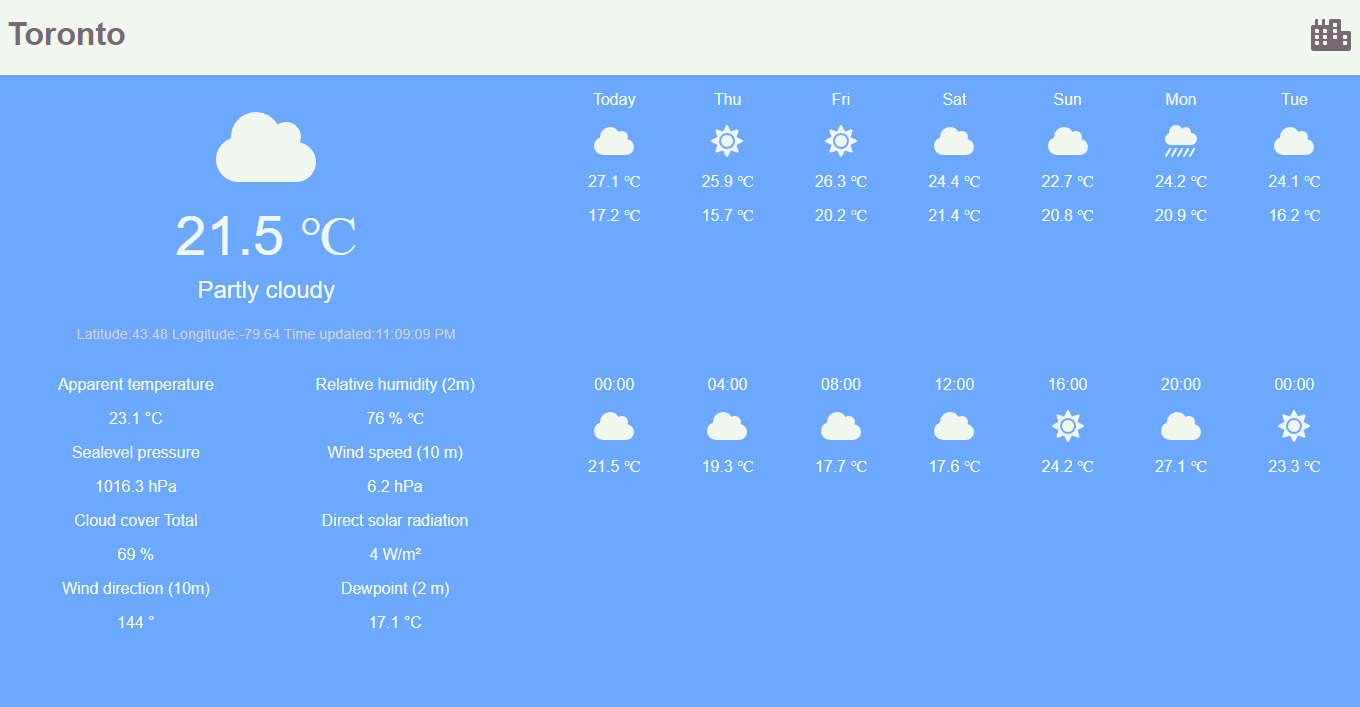 Toronto
21.5 ℃
Partly cloudy
Latitude:43.48 Longitude:-79.64 Time updated:11:09:09 PM
Apparent temperature Relative humidity (2m)
23.1 °C 76 % ℃
Sealevel pressure Wind speed (10 m)
1016.3 hPa 6.2 hPa
Cloud cover Total Direct solar radiation
69 % 4 W/m²
Wind direction (10m) Dewpoint (2 m)
144 ° 17.1 °C
Today Thu Fri Sat Sun Mon Tue
27.1 ℃ 25.9 ℃ 26.3 ℃ 24.4 ℃ 22.7 ℃ 24.2 ℃ 24.1 ℃
17.2 ℃ 15.7 ℃ 20.2 ℃ 21.4 ℃ 20.8 ℃ 20.9 ℃ 16.2 ℃
00:00 04:00 08:00 12:00 16:00 20:00 00:00
21.5 ℃ 19.3 ℃ 17.7 ℃ 17.6 ℃ 24.2 ℃ 27.1 ℃ 23.3 ℃